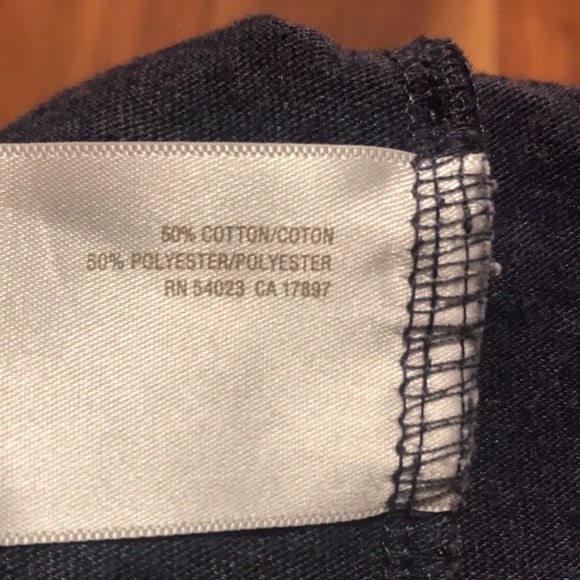 50% COTTON/COTON
50% POLYESTER/POLYESTER
RN 54023 CA 17897